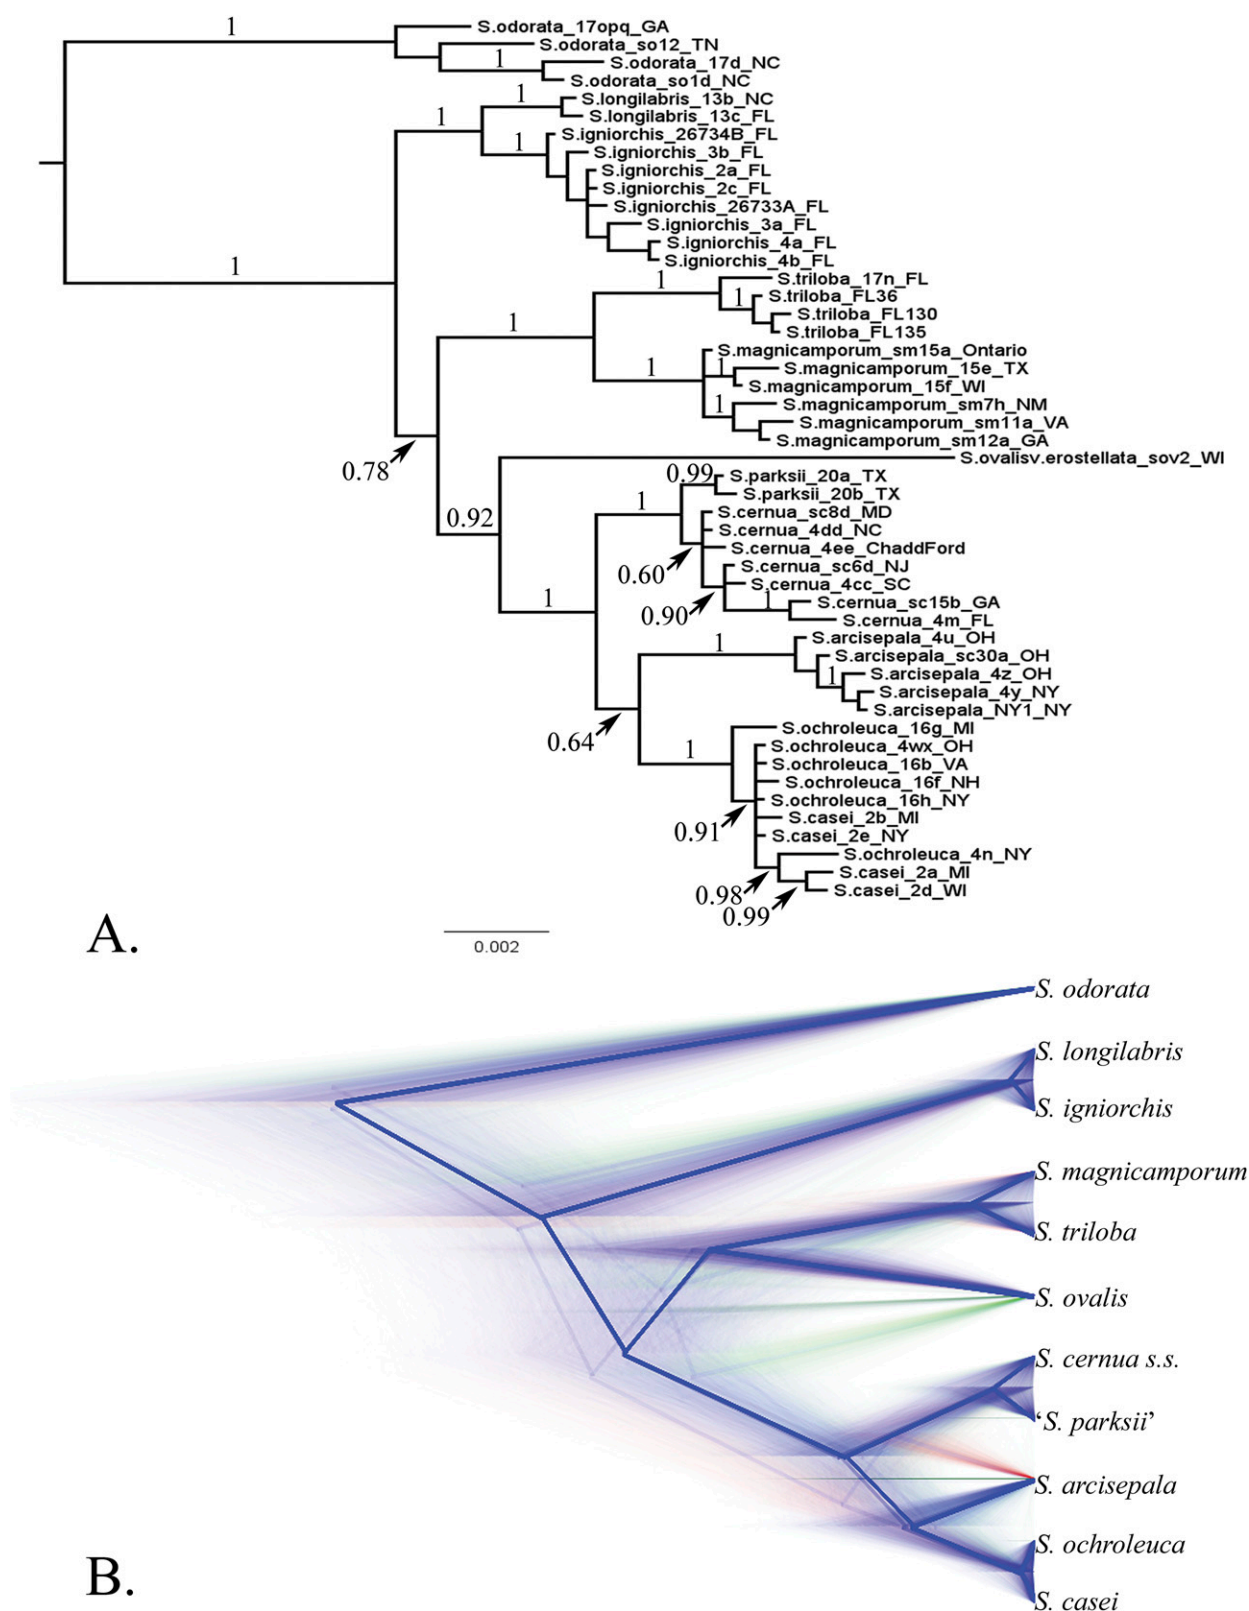 1
S.odorata_17opq_GA
S.odorata_so12_TN
1
S.odorata_17d_NC
S.odorata_so1d_NC
1
S.longilabris_13b_NC
1
S.longilabris_13c_FL
1
S.igniorchis_26734B_FL
S.igniorchis_3b_FL
S.igniorchis_2a_FL
S.igniorchis_2c_FL
S.igniorchis_26733A_FL
S.igniorchis_3a_FL
S.igniorchis_4a_FL
S.igniorchis_4b_FL
1
1
S.triloba_17n_FL
1
S.triloba_FL36
S.triloba_FL130
1
S.triloba_FL135
S.magnicamporum_sm15a_Ontario
1
1
S.magnicamporum_15e_TX
S.magnicamporum_15f_WI
1
S.magnicamporum_sm7h_NM
S.magnicamporum_sm11a_VA
S.magnicamporum_sm12a_GA
S.ovalisv.erostellata_sov2_WI
0.78
0.99
S.parksii_20a_TX
1
S.parksii_20b_TX
0.92
S.cernua_sc8d_MD
S.cernua_4dd_NC
S.cernua_4ee_ChaddFord
0.60
S.cernua_sc6d_NJ
S.cernua_4cc_SC
1
1
S.cernua_sc15b_GA
0.90
S.cernua_4m_FL
1
S.arcisepala_4u_OH
S.arcisepala_sc30a_OH
1
S.arcisepala_4z_OH
S.arcisepala_4y_NY
S.arcisepala_NY1_NY
0.64
S.ochroleuca_16g_MI
1
S.ochroleuca_4wx_OH
S.ochroleuca_16b_VA
S.ochroleuca_16f_NH
S.ochroleuca_16h_NY
S.casei_2b_MI
0.91
S.casei_2e_NY
S.ochroleuca_4n_NY
S.casei_2a_MI
0.98
S.casei_2d_WI
0.99
A.
0.002
S. odorata
S. longilabris
S. igniorchis
S. magnicamporum
S. triloba
S. ovalis
S. cernua s.s.
‘S. parksii’
S. arcisepala
S. ochroleuca
B.
S. casei